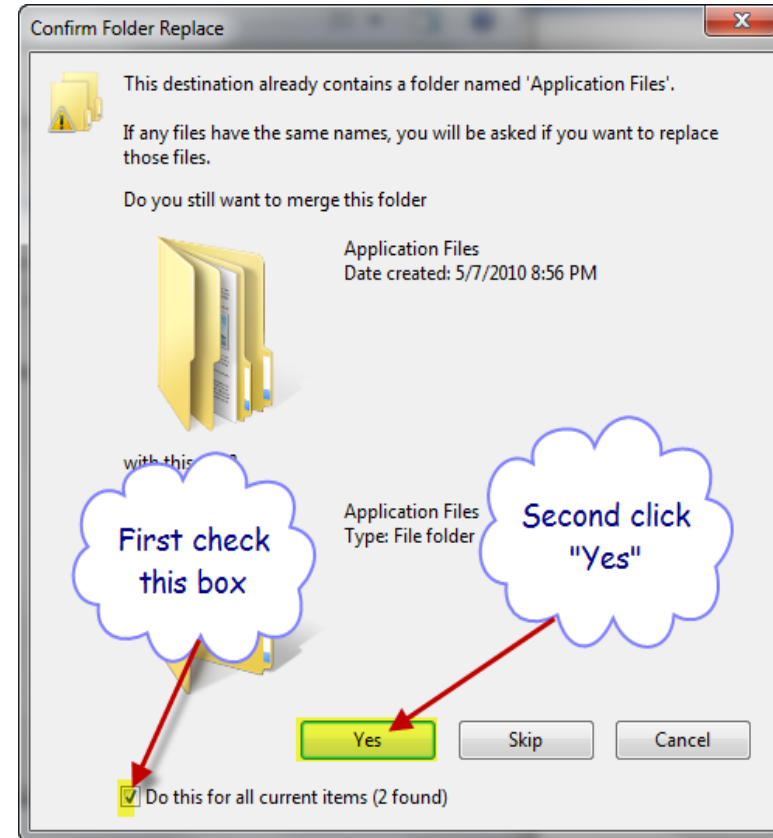 Confirm Folder Replace
This destination already contains a folder named 'Application Files'.
If any files have the same names, you will be asked if you want to replace
those files.
Do you still want to merge this folder
Application Files
Date created: 5/7/2010 8:56 PM
with this
Application Files
Type: File folder
First check
this box
Second click
"Yes"
Yes
Skip
Cancel
Do this for all current items (2 found)